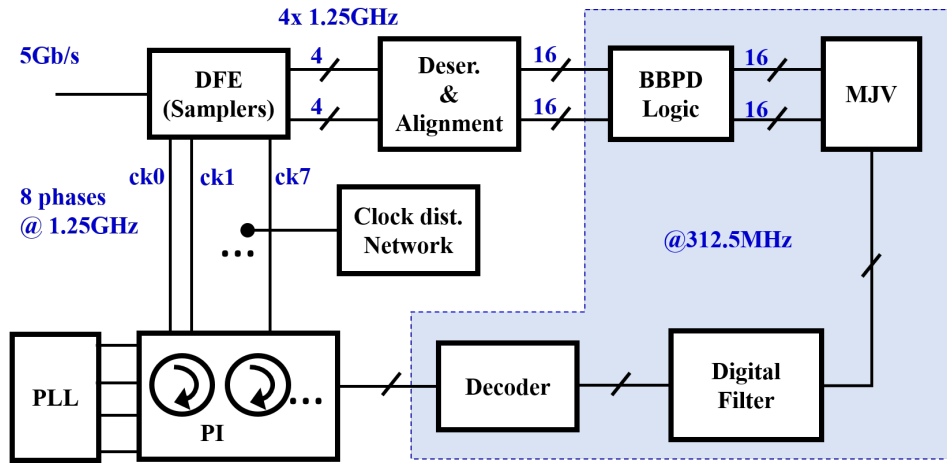 4x 1.25GHz
5Gb/s
DFE
(Samplers)
4
4
Deser.
&
Alignment
16
16
BBPD
Logic
16
16
MJV
ck0
ck1
ck7
8 phases
@ 1.25GHz
...
Clock dist.
Network
@312.5MHz
PLL
...
PI
Decoder
Digital
Filter